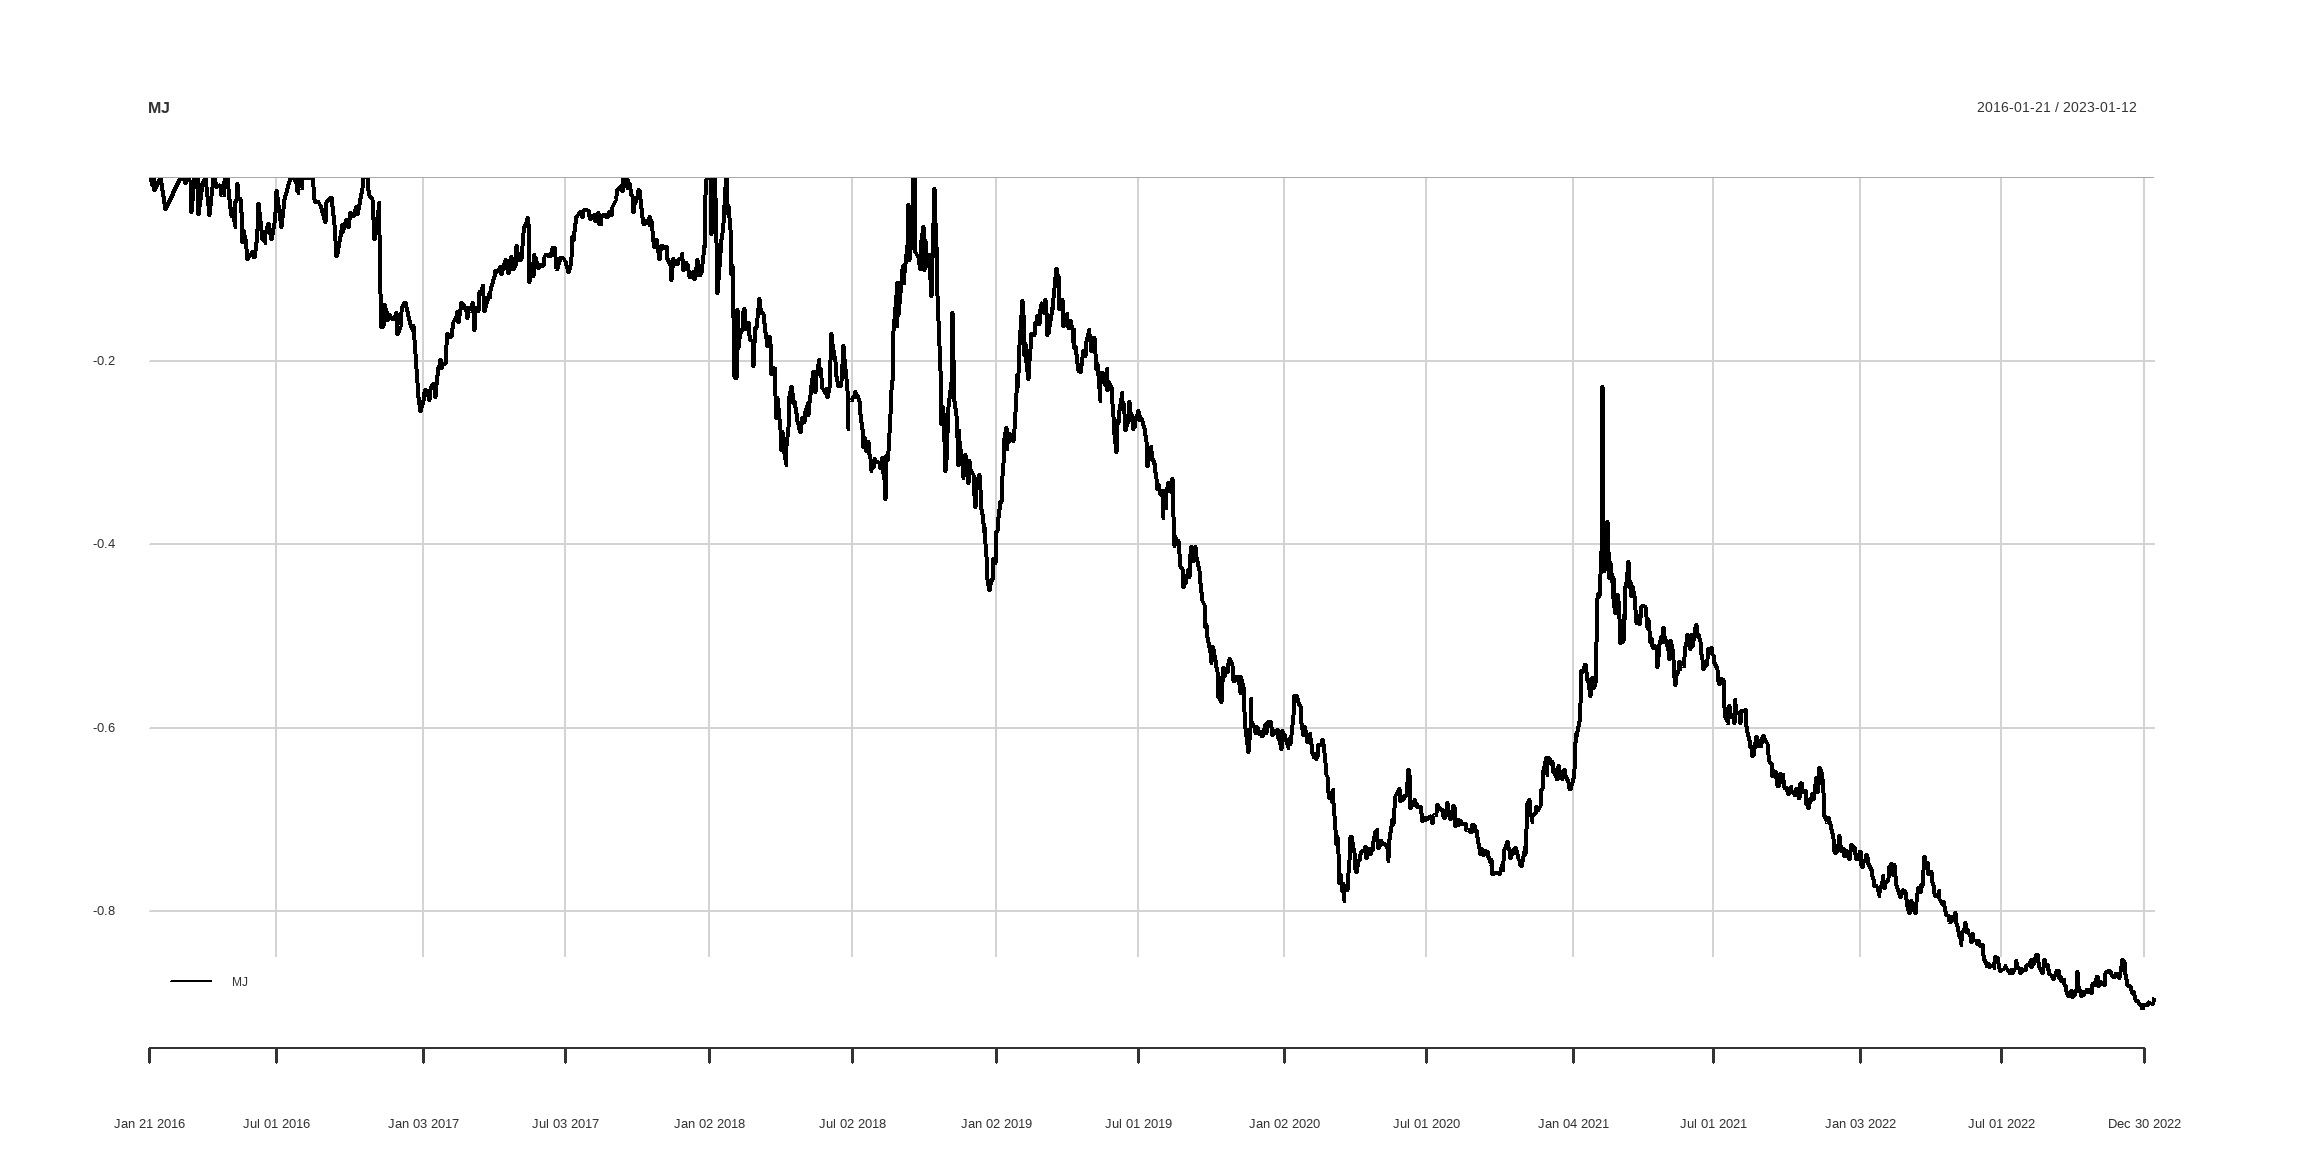 MJ
2016-01-21 / 2023-01-12
-0.2
-0.4
-0.6
-0.8
MJ
Jan 21 2016
Jul 01 2016
Jan 03 2017
Jul 03 2017
Jan 02 2018
Jul 02 2018
Jan 02 2019
Jul 01 2019
Jan 02 2020
Jul 01 2020
Jan 04 2021
Jul 01 2021
Jan 03 2022
Jul 01 2022
Dec 30 2022